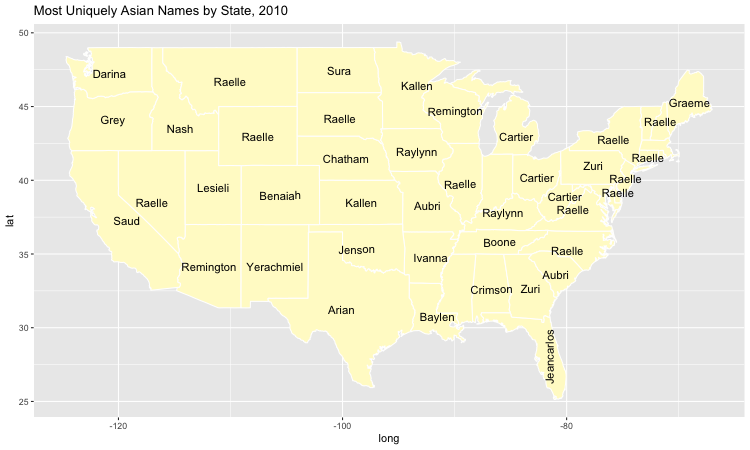 Most Uniquely Asian Names by State, 2010
50
45
40
35
30
25
lat
Darina
Raelle
Sura
Kallen
Graeme
Grey
Nash
Raelle
Raelle
Remington
Cartier
Raelle
Raelle
Chatham
Raylynn
Raelle
Zuri
Lesieli
Benaiah
Raelle
Cartier
Raelle
Raelle
Raelle
Kallen
Aubri
Raylynn
Cartier
Raelle
Saud
Boone
Raelle
Jenson
Ivanna
Remington
Yerachmiel
Aubri
Crimson
Zuri
Arian
Baylen
Jeancarlos
-120
-100
-80
long